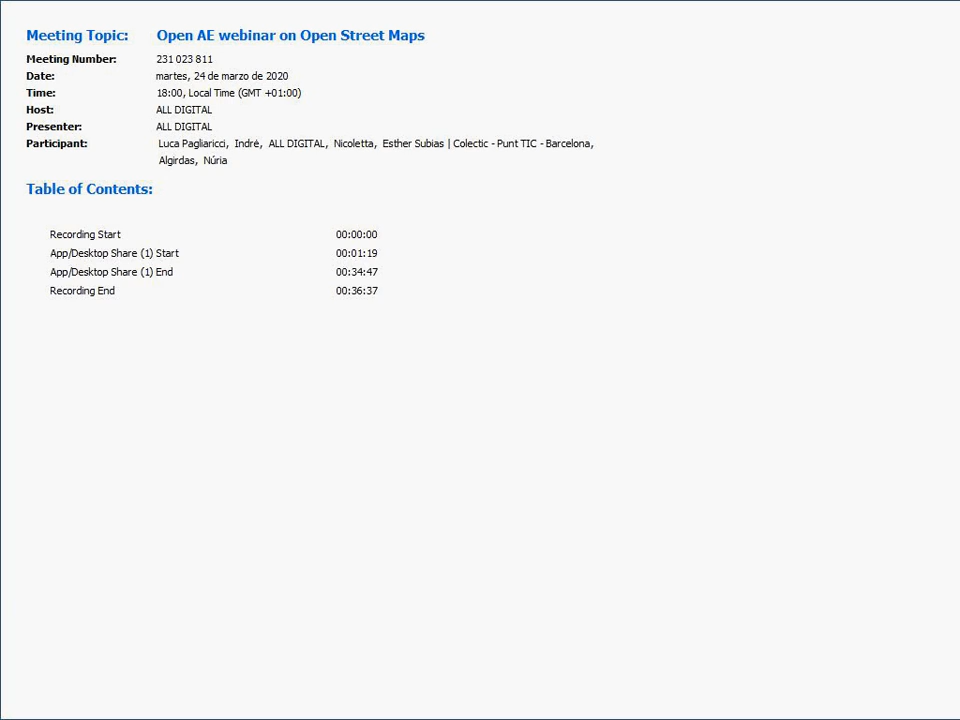 Meeting Topic: Open AE webinar on Open Street Maps
Meeting Number: 231 023 811
Date: martes, 24 de marzo de 2020
Time: 18:00, Local Time (GMT +01:00)
Host: ALL DIGITAL
Presenter: ALL DIGITAL
Participant: Luca Pagliaricci, Indrė, ALL DIGITAL, Nicoletta, Esther Subias | Colectic - Punt TIC - Barcelona,
Algirdas, Núria
Table of Contents:
Recording Start 00:00:00
App/Desktop Share (1) Start 00:01:19
App/Desktop Share (1) End 00:34:47
Recording End 00:36:37